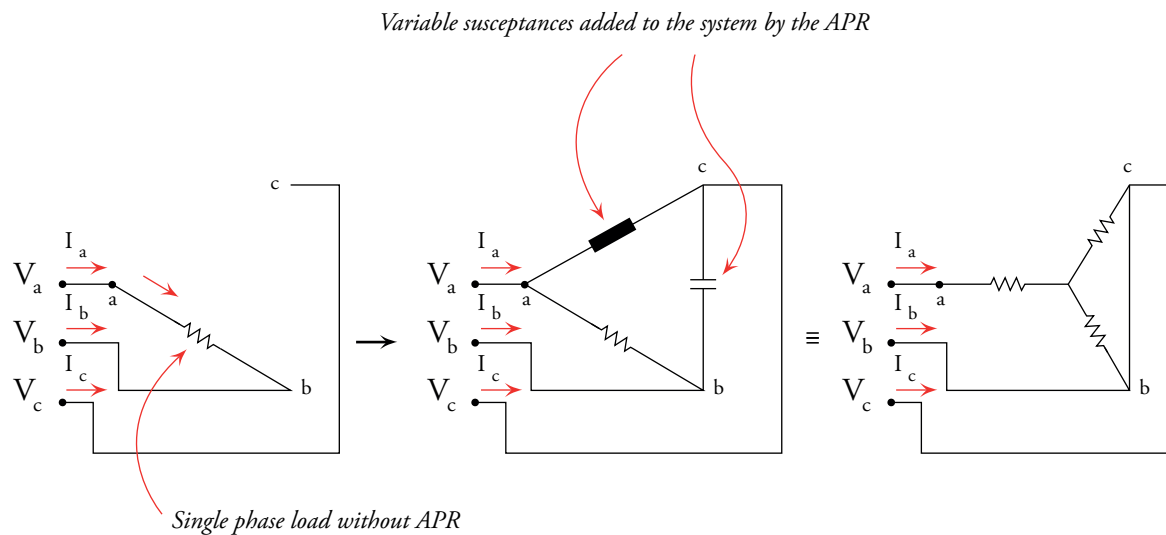 Variable susceptances added to the system by the APR
c
I a
V a
a
I b
V b
I c
V c
b
c
I a
V a
a
I b
V b
I c
V c
b
≡
c
I a
V a
a
I b
V b
I c
V c
b
Single phase load without APR